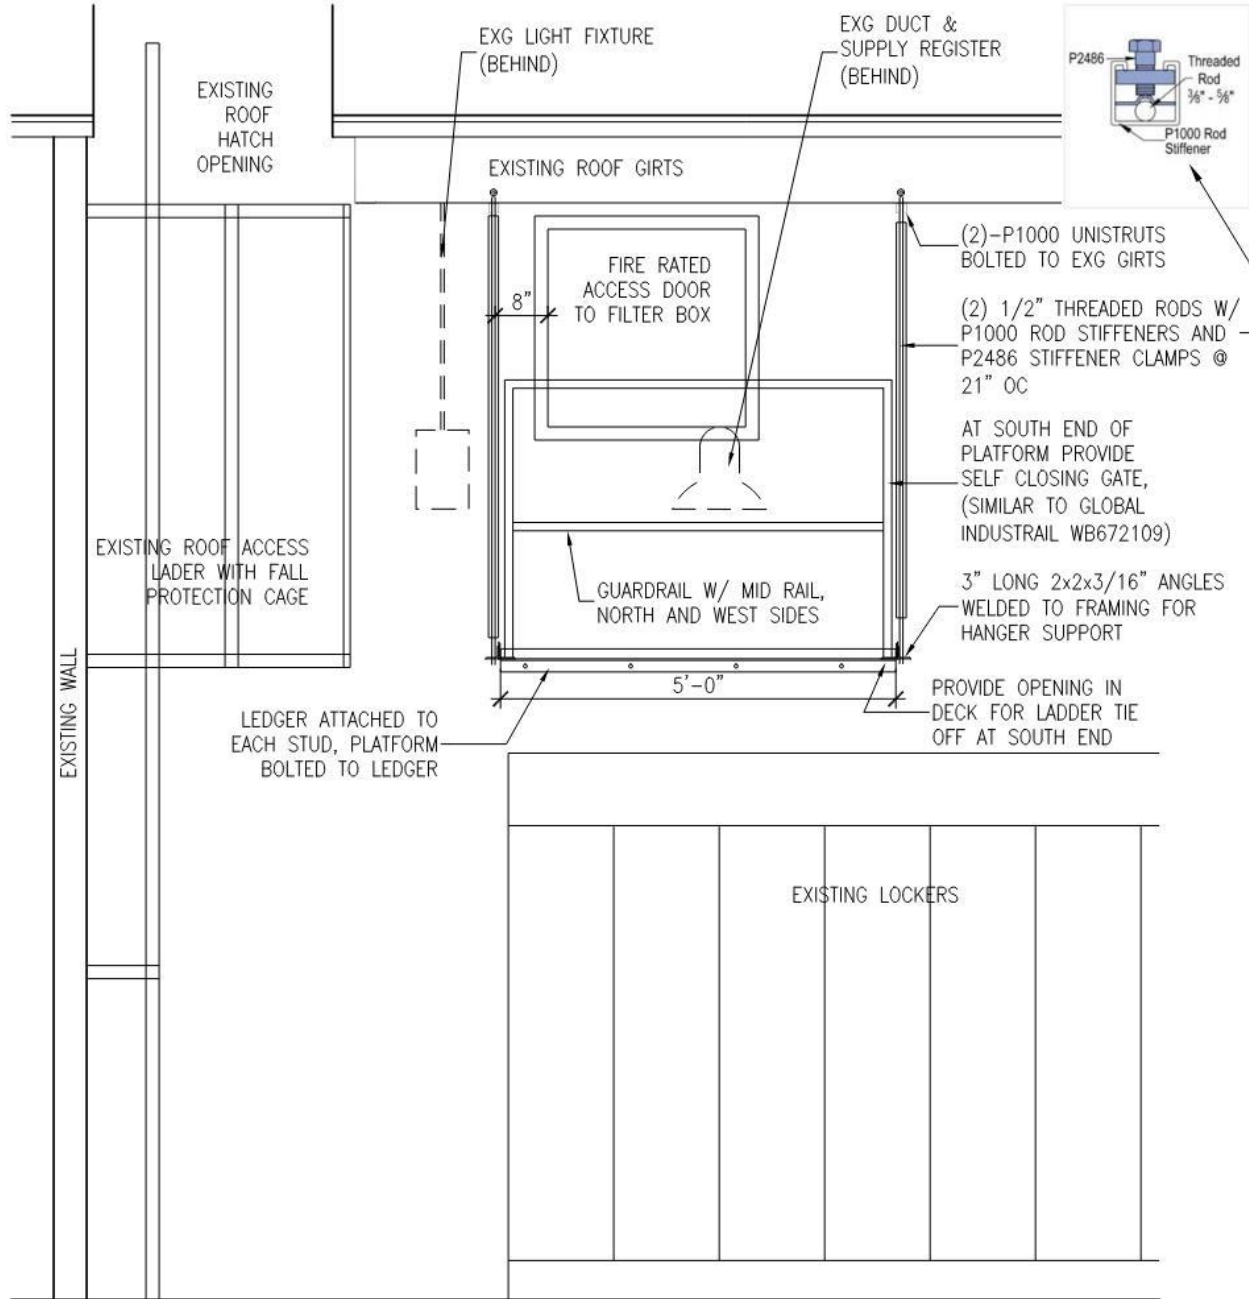 EXG LIGHT FIXTURE
(BEHIND)
EXG DUCT &
SUPPLY REGISTER
(BEHIND)
P2486
Threaded
Rod
⅜" - ⅝"
P1000 Rod
Stiffener
EXISTING
ROOF
HATCH
OPENING
EXISTING ROOF GIRTS
FIRE RATED
ACCESS DOOR
TO FILTER BOX
8"
(2)-P1000 UNISTRUTS
BOLTED TO EXG GIRTS
(2) 1/2" THREADED RODS W/
P1000 ROD STIFFENERS AND
P2486 STIFFENER CLAMPS @
21" OC
AT SOUTH END OF
PLATFORM PROVIDE
SELF CLOSING GATE,
(SIMILAR TO GLOBAL
INDUSTRAIL WB672109)
EXISTING ROOF ACCESS
LADER WITH FALL
PROTECTION CAGE
GUARDRAIL W/ MID RAIL,
NORTH AND WEST SIDES
3" LONG 2x2x3/16" ANGLES
WELDED TO FRAMING FOR
HANGER SUPPORT
5'-0"
EXISTING WALL
LEDGER ATTACHED TO
EACH STUD, PLATFORM
BOLTED TO LEDGER
PROVIDE OPENING IN
DECK FOR LADDER TIE
OFF AT SOUTH END
EXISTING LOCKERS